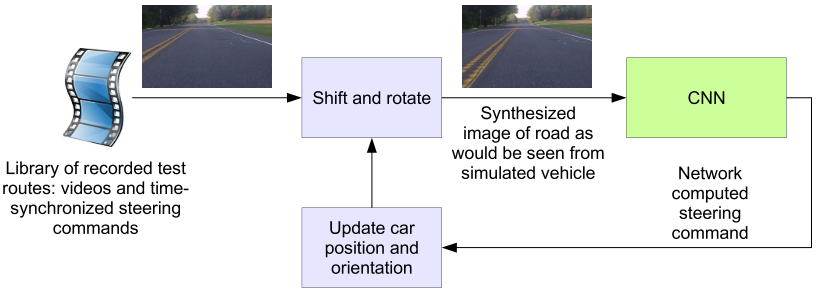 Shift and rotate
CNN
Synthesized
image of road as
would be seen from
simulated vehicle
Library of recorded test
routes: videos and time-
synchronized steering
commands
Network
computed
steering
command
Update car
position and
orientation